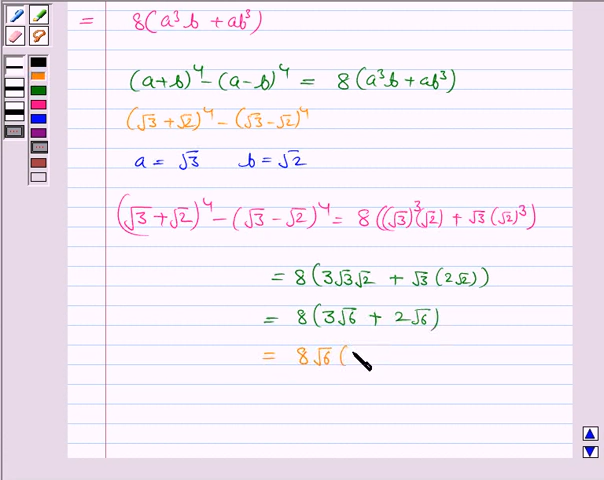 = 8(a³b + ab³)
(a+b)⁴ - (a-b)⁴ = 8(a³b + ab³)
(√3 + √2)⁴ - (√3 - √2)⁴
a = √3 b = √2
(√3 + √2)⁴ - (√3 - √2)⁴ = 8((√3)³(√2) + √3(√2)³)
= 8(3√3√2 + √3(2√2))
= 8(3√6 + 2√6)
= 8√6(